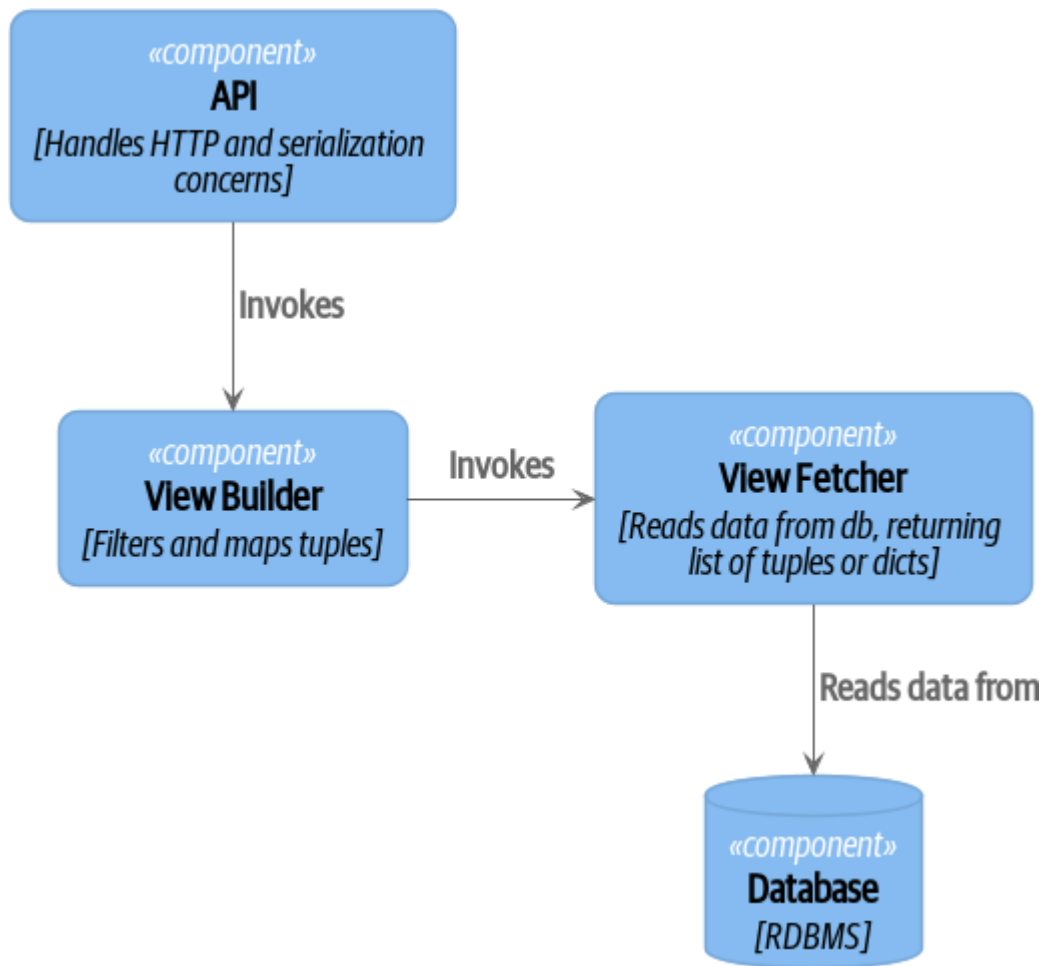 «component»
API
[Handles HTTP and serialization
concerns]
Invokes
«component»
View Builder
[Filters and maps tuples]
Invokes
«component»
View Fetcher
[Reads data from db, returning
list of tuples or dicts]
Reads data from
«component»
Database
[RDBMS]